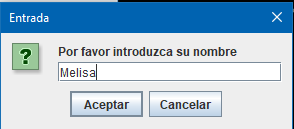 Entrada
Por favor introduzca su nombre
?
Melisa
Aceptar Cancelar